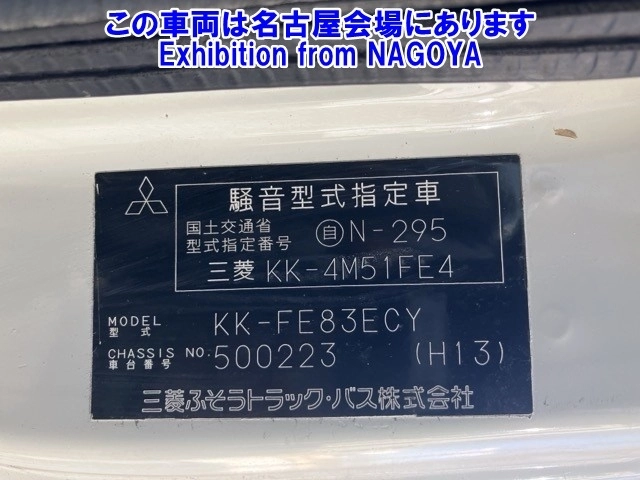 この車両は名古屋会場にあります
Exhibition from NAGOYA
騒音型式指定車
国土交通省
型式指定番号 自N-295
三菱 KK-4M51FE4
MODEL
型式 KK-FE83ECY
CHASSIS NO.
車台番号 500223 (H13)
三菱ふそうトラック・バス株式会社